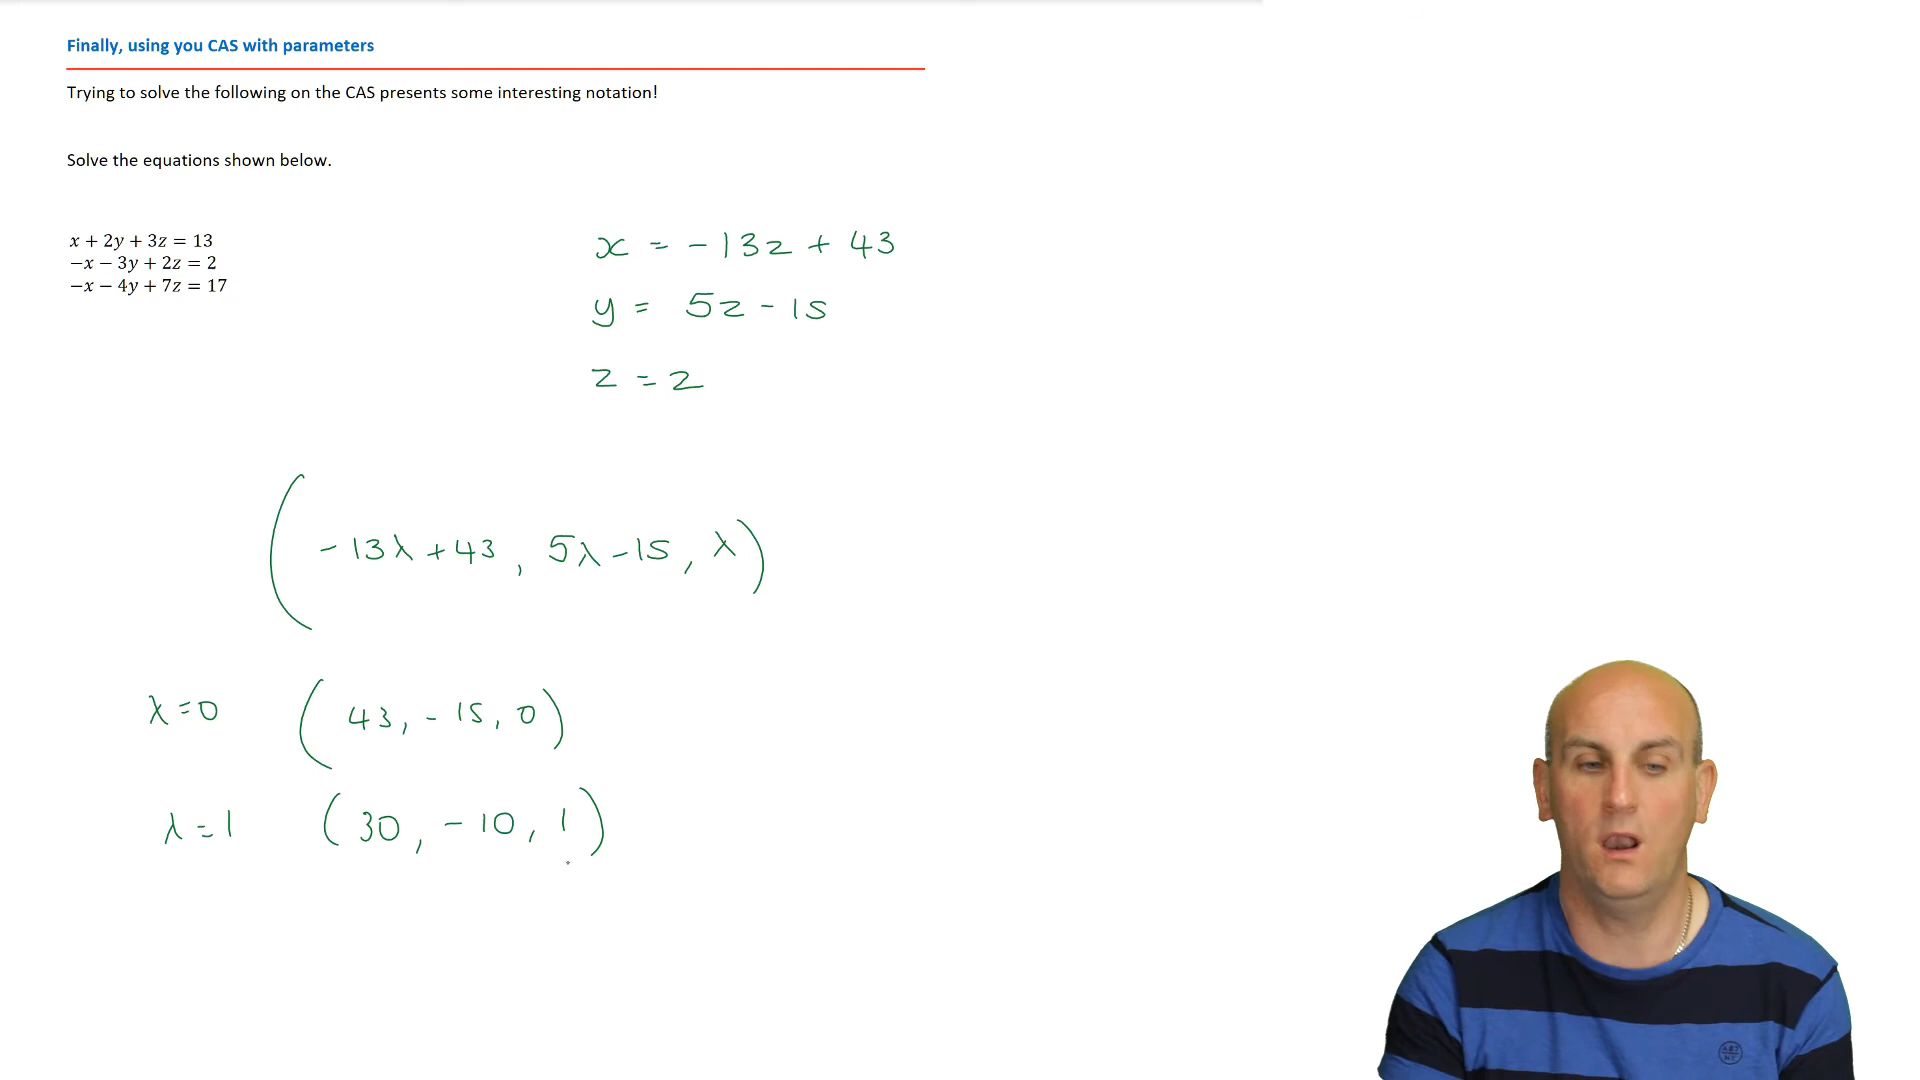 Finally, using you CAS with parameters
Trying to solve the following on the CAS presents some interesting notation!
Solve the equations shown below.
x + 2y + 3z = 13
−x − 3y + 2z = 2
−x − 4y + 7z = 17
x = -13z + 43
y = 5z - 15
z = z
(-13λ + 43, 5λ - 15, λ)
λ = 0 (43, -15, 0)
λ = 1 (30, -10, 1)